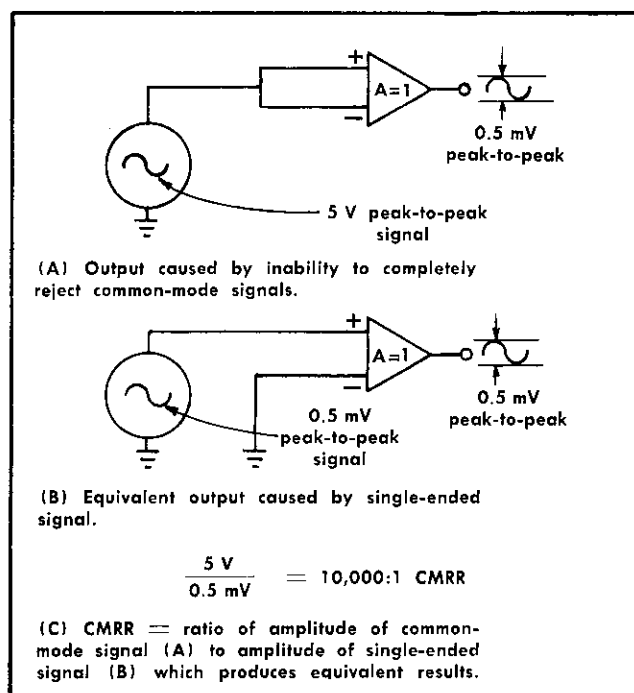 +
A=1
−
0.5 mV
peak-to-peak
5 V peak-to-peak
signal
(A) Output caused by inability to completely
reject common-mode signals.
+
A=1
−
0.5 mV
peak-to-peak
0.5 mV
peak-to-peak
signal
(B) Equivalent output caused by single-ended
signal.
5 V
0.5 mV
= 10,000:1 CMRR
(C) CMRR = ratio of amplitude of common-
mode signal (A) to amplitude of single-ended
signal (B) which produces equivalent results.